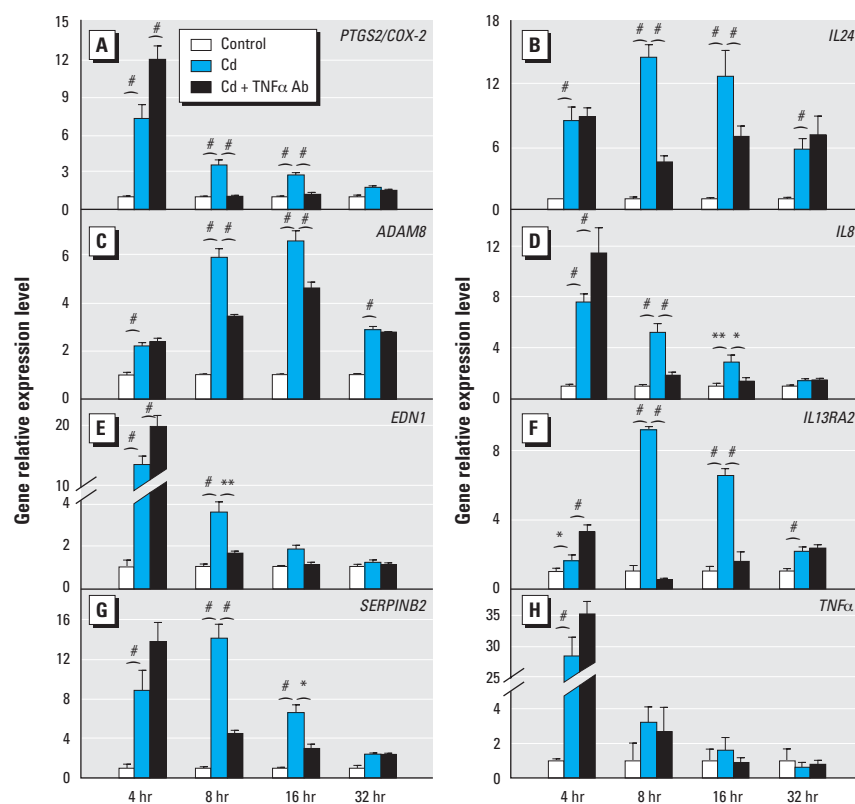 Gene relative expression level
A
PTGS2/COX-2
Control
Cd
Cd + TNFα Ab
15
12
9
6
3
0
# # # # # #
B
IL24
24
18
12
6
0
# # # # # #
C
ADAM8
6
4
2
0
# # # # # #
Gene relative expression level
D
IL8
12
8
4
0
# # # # ** *
E
EDN1
20
10
4
2
0
# # # **
F
IL13RA2
8
4
2
0
* # # # # # #
G
SERPINB2
16
12
8
4
0
# # # # *
4 hr 8 hr 16 hr 32 hr
H
TNFα
35
30
25
4
2
0
#
4 hr 8 hr 16 hr 32 hr